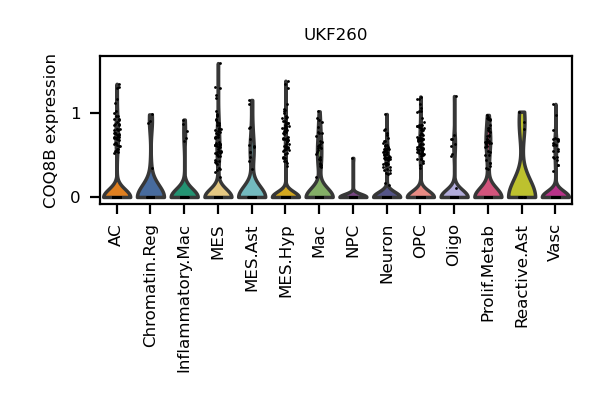 UKF260
COQ8B expression
1
0
AC
Chromatin.Reg
Inflammatory.Mac
MES
MES.Ast
MES.Hyp
Mac
NPC
Neuron
OPC
Oligo
Prolif.Metab
Reactive.Ast
Vasc